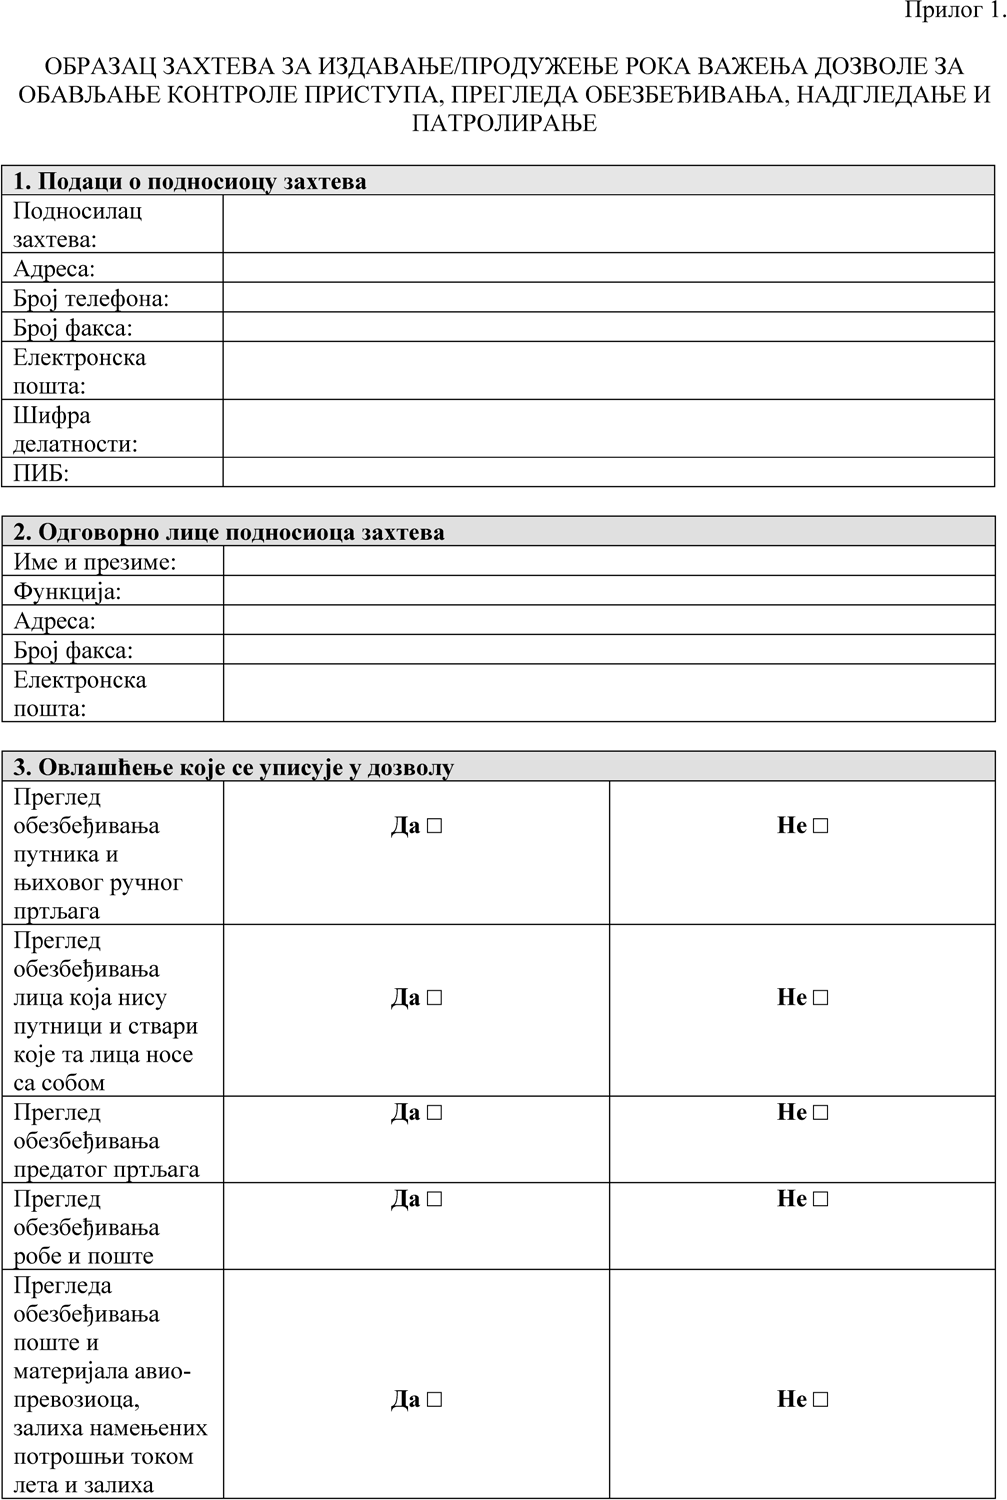 Прилог 1.
ОБРАЗАЦ ЗАХТЕВА ЗА ИЗДАВАЊЕ/ПРОДУЖЕЊЕ РОКА ВАЖЕЊА ДОЗВОЛЕ ЗА
ОБАВЉАЊЕ КОНТРОЛЕ ПРИСТУПА, ПРЕГЛЕДА ОБЕЗБЕЂИВАЊА, НАДГЛЕДАЊЕ И
ПАТРОЛИРАЊЕ
1. Подаци о подносиоцу захтева
Подносилац
захтева:
Адреса:
Број телефона:
Број факса:
Електронска
пошта:
Шифра
делатности:
ПИБ:
2. Одговорно лице подносиоца захтева
Име и презиме:
Функција:
Адреса:
Број факса:
Електронска
пошта:
3. Овлашћење које се уписује у дозволу
Преглед
обезбеђивања
путника и
њиховог ручног
пртљага
Да □
Не □
Преглед
обезбеђивања
лица која нису
путници и ствари
које та лица носе
са собом
Да □
Не □
Преглед
обезбеђивања
предатог пртљага
Да □
Не □
Преглед
обезбеђивања
робе и поште
Да □
Не □
Прегледа
обезбеђивања
поште и
материјала авио-
превозиоца,
залиха намењених
потрошњи током
лета и залиха
Да □
Не □